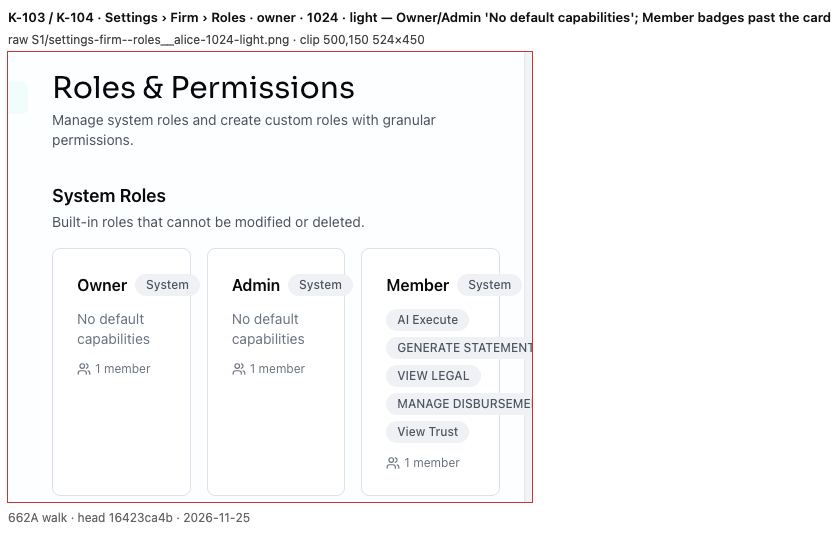 K-103 / K-104 · Settings › Firm › Roles · owner · 1024 · light — Owner/Admin 'No default capabilities'; Member badges past the card
raw S1/settings-firm--roles__alice-1024-light.png · clip 500,150 524×450
Roles & Permissions
Manage system roles and create custom roles with granular
permissions.
System Roles
Built-in roles that cannot be modified or deleted.
Owner System
No default
capabilities
1 member
Admin System
No default
capabilities
1 member
Member System
AI Execute
GENERATE STATEMENT
VIEW LEGAL
MANAGE DISBURSEME
View Trust
1 member
662A walk · head 16423ca4b · 2026-11-25